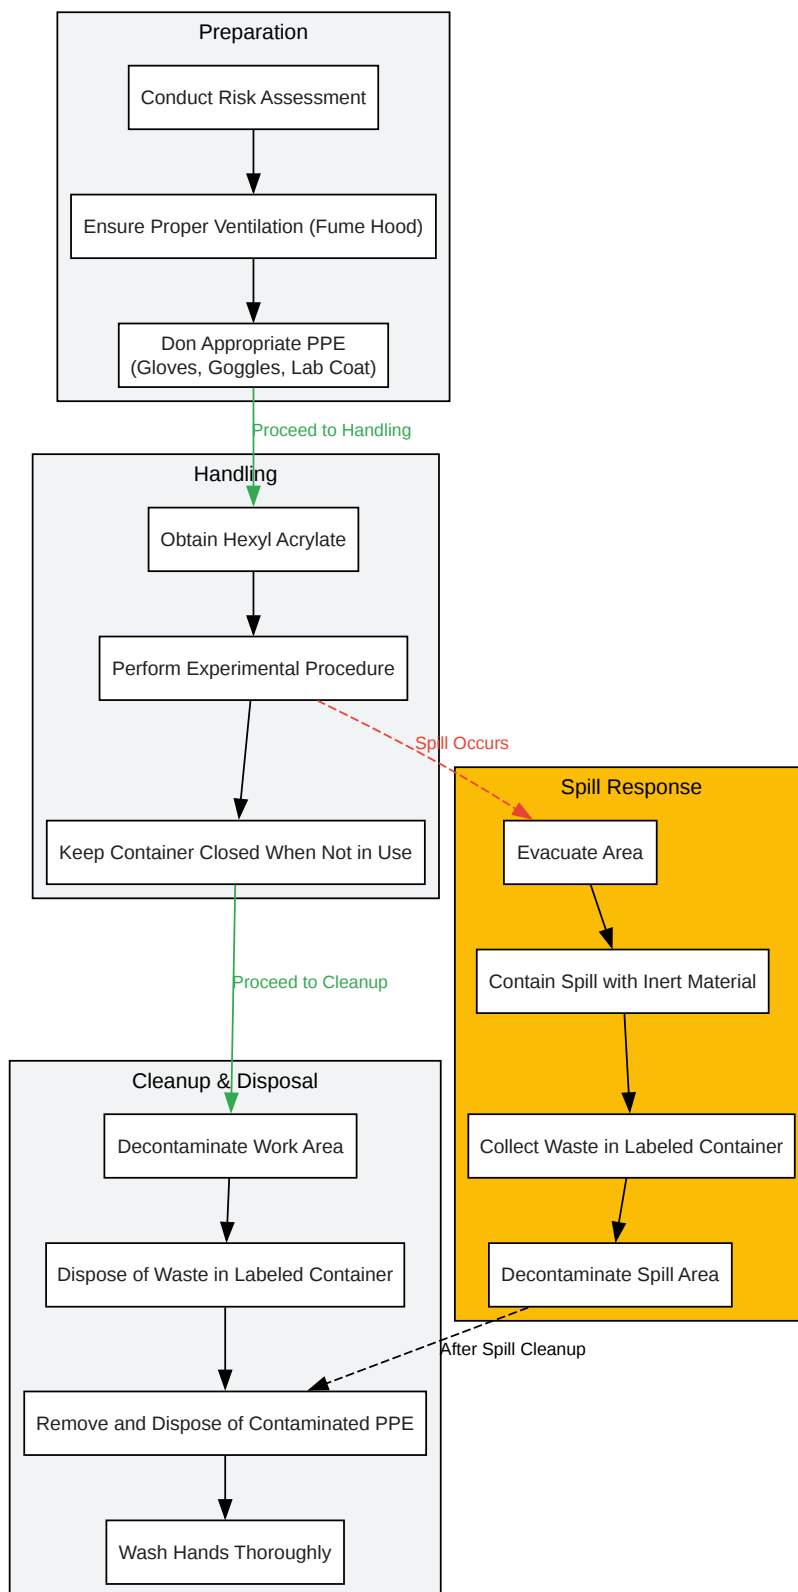 Preparation
Conduct Risk Assessment
Ensure Proper Ventilation (Fume Hood)
Don Appropriate PPE
(Gloves, Goggles, Lab Coat)
Proceed to Handling
Handling
Obtain Hexyl Acrylate
Perform Experimental Procedure
Spill Occurs
Keep Container Closed When Not in Use
Spill Response
Evacuate Area
Contain Spill with Inert Material
Collect Waste in Labeled Container
Decontaminate Spill Area
Proceed to Cleanup
After Spill Cleanup
Cleanup & Disposal
Decontaminate Work Area
Dispose of Waste in Labeled Container
Remove and Dispose of Contaminated PPE
Wash Hands Thoroughly